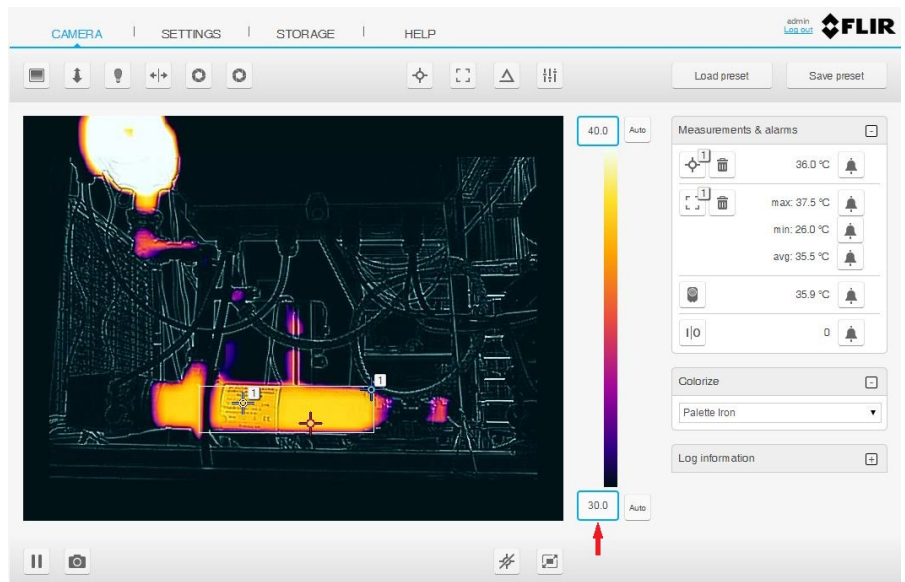 CAMERA | SETTINGS | STORAGE | HELP
admin
Log out
FLIR
Load preset
Save preset
40.0 Auto
Measurements & alarms
1 36.0 °C
1 max: 37.5 °C
min: 26.0 °C
avg: 35.5 °C
35.9 °C
I|O 0
Colorize
Palette Iron
Log information
1
1
30.0 Auto